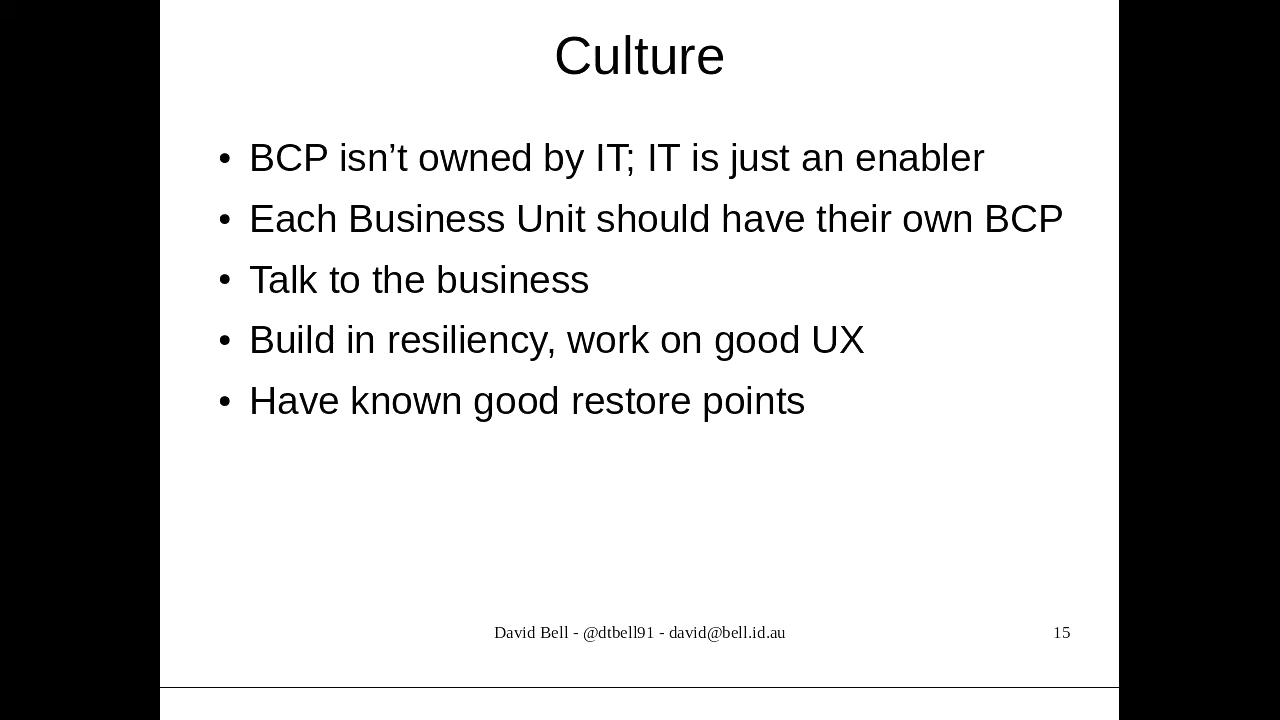 Culture
• BCP isn’t owned by IT; IT is just an enabler
• Each Business Unit should have their own BCP
• Talk to the business
• Build in resiliency, work on good UX
• Have known good restore points
David Bell - @dtbell91 - david@bell.id.au
15